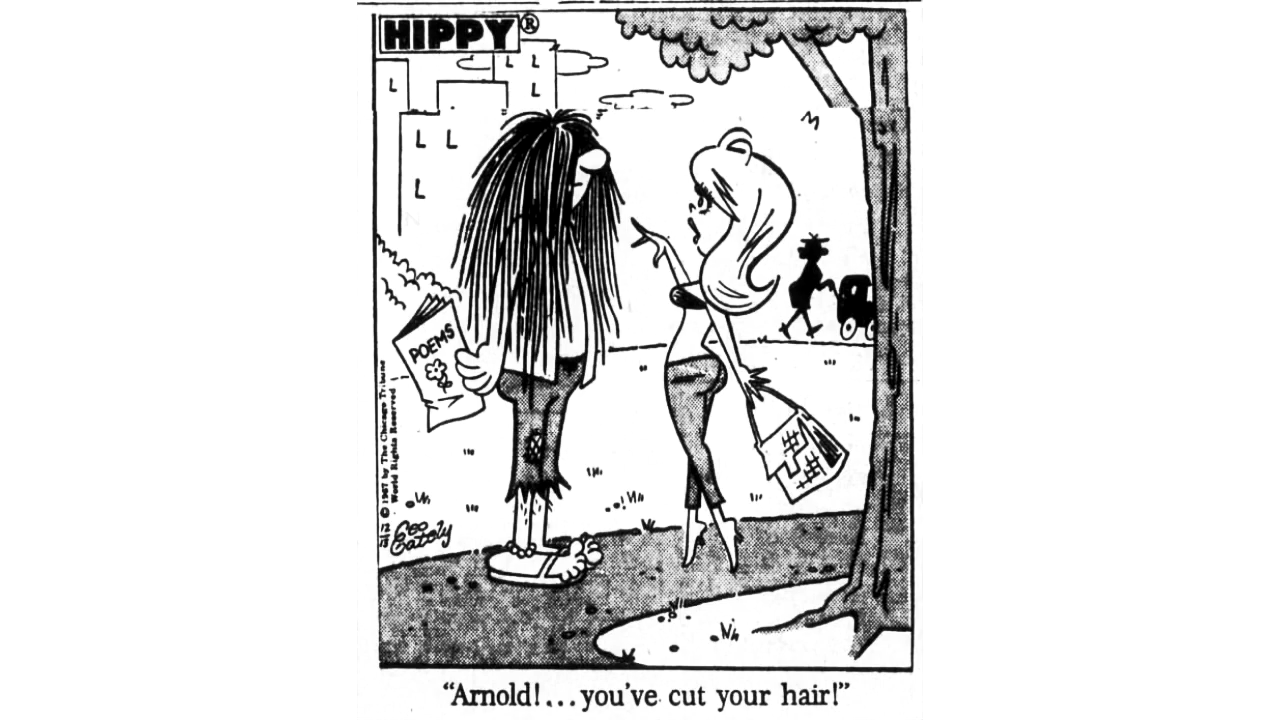 HIPPY®
POEMS
© 1967 by The Chicago Tribune
World Rights Reserved
Geo
Gately
“Arnold!...you’ve cut your hair!”